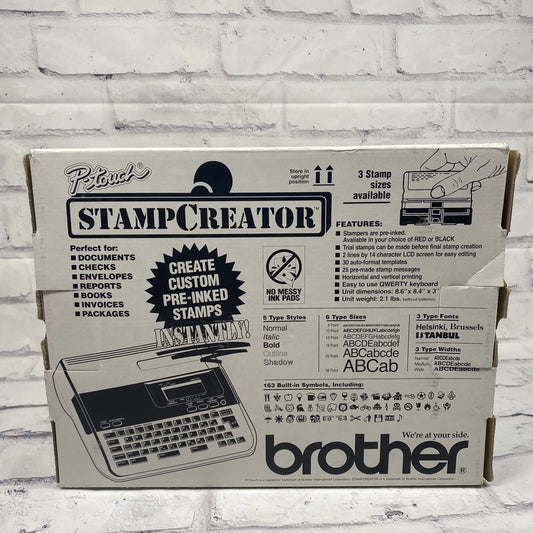 P-touch®
STAMPCREATOR™
Store in
upright
position
3 Stamp
sizes
available
Perfect for:
■ DOCUMENTS
■ CHECKS
■ ENVELOPES
■ REPORTS
■ BOOKS
■ INVOICES
■ PACKAGES
CREATE
CUSTOM
PRE-INKED
STAMPS
INSTANTLY!
NO MESSY
INK PADS
FEATURES:
■ Stampers are pre-inked.
Available in your choice of RED or BLACK
■ Trial stamps can be made before final stamp creation
■ 2 lines by 14 character LCD screen for easy editing
■ 30 auto-format templates
■ 25 pre-made stamp messages
■ Horizontal and vertical printing
■ Easy to use QWERTY keyboard
■ Unit dimensions: 8.6" x 8.4" x 3"
■ Unit weight: 2.1 lbs. (without batteries)
5 Type Styles
Normal
Italic
Bold
Outline
Shadow
6 Type Sizes
ABCDEabcdef
ABCabcde
ABCab
3 Type Fonts
Helsinki, Brussels
ISTANBUL
3 Type Widths
Narrow ABCDEabcde
Medium ABCDEabcde
Wide ABCDEabcde
163 Built-in Symbols, Including:
We're at your side.
brother®